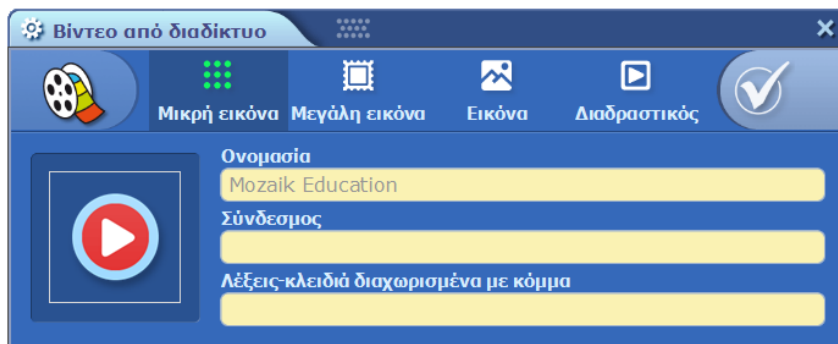 Βίντεο από διαδίκτυο
Μικρή εικόνα Μεγάλη εικόνα Εικόνα Διαδραστικός
Ονομασία
Mozaik Education
Σύνδεσμος
Λέξεις-κλειδιά διαχωρισμένα με κόμμα